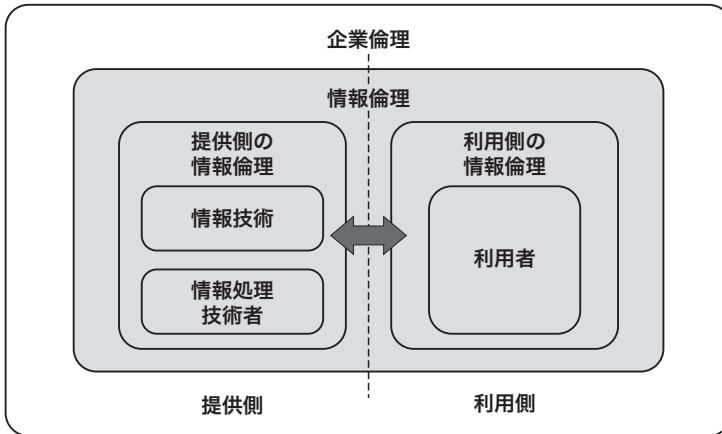 企業倫理
情報倫理
提供側の
情報倫理
情報技術
情報処理
技術者
利用側の
情報倫理
利用者
提供側
利用側